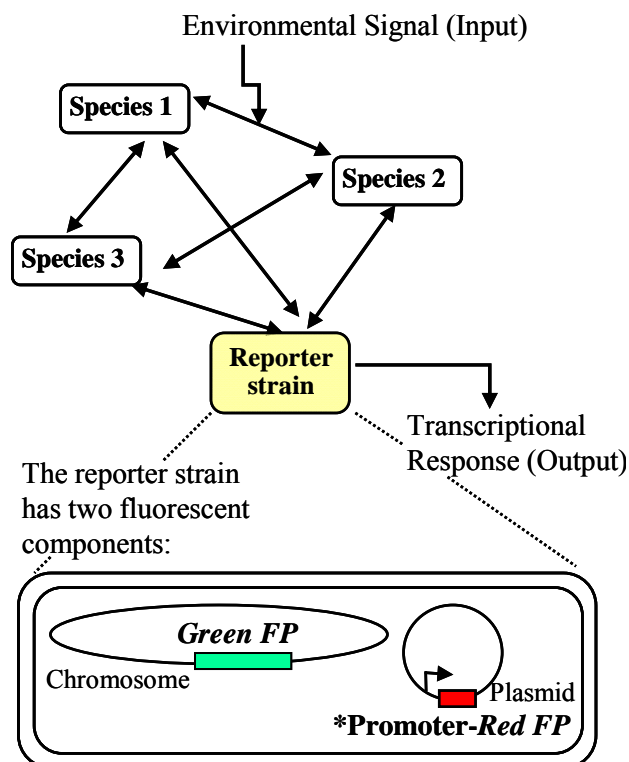 Environmental Signal (Input)
Species 1
Species 2
Species 3
Reporter
strain
Transcriptional
Response (Output)
The reporter strain
has two fluorescent
components:
Green FP
Chromosome
Plasmid
*Promoter-Red FP